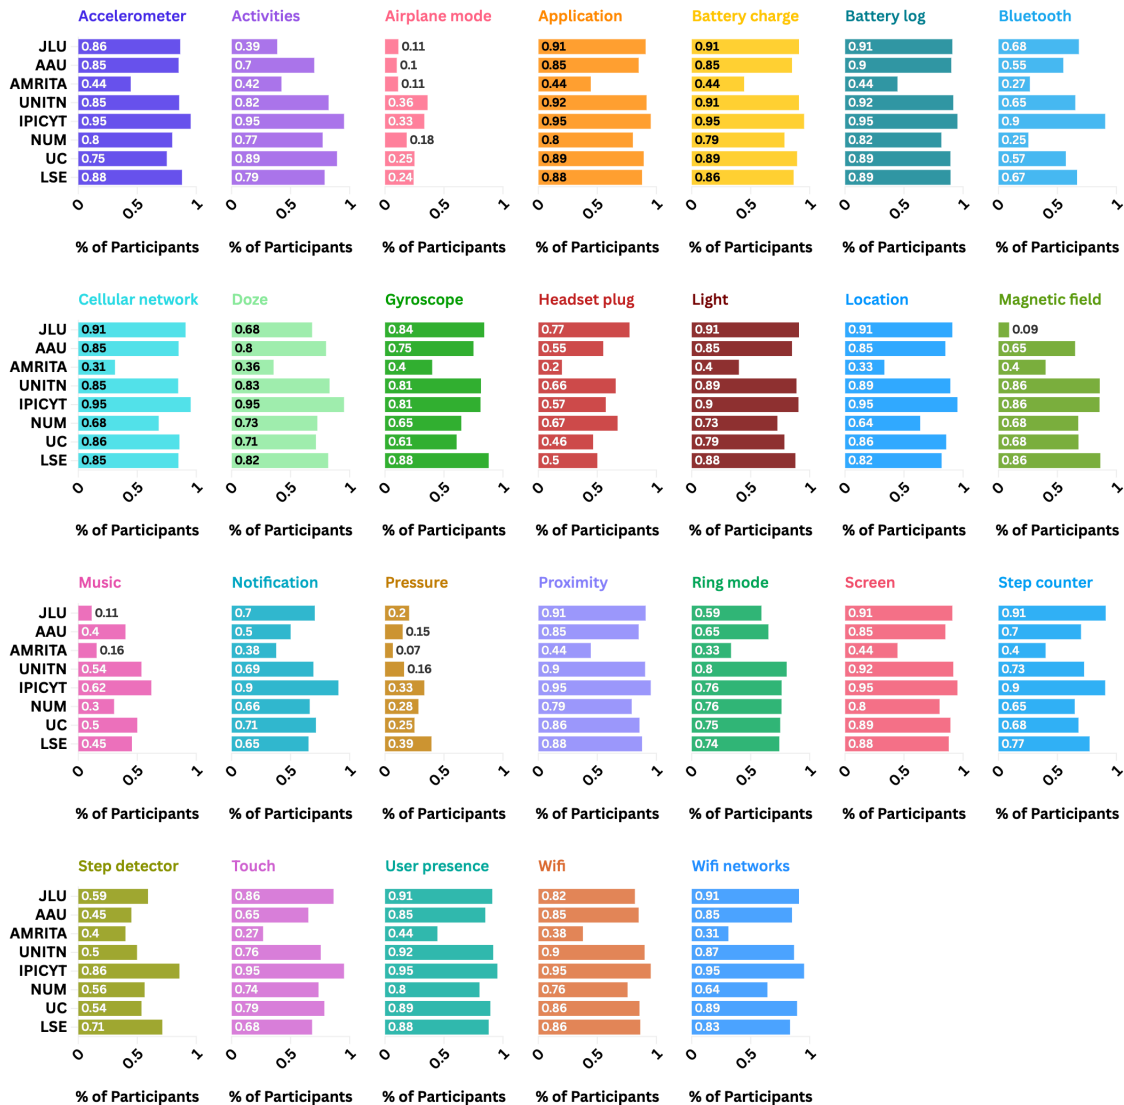 Accelerometer Activities Airplane mode Application Battery charge Battery log Bluetooth
JLU 0.86 0.39 0.11 0.91 0.91 0.91 0.68
AAU 0.85 0.7 0.1 0.85 0.85 0.9 0.55
AMRITA 0.44 0.42 0.11 0.44 0.44 0.44 0.27
UNITN 0.85 0.82 0.36 0.92 0.91 0.92 0.65
IPICYT 0.95 0.95 0.33 0.95 0.95 0.95 0.9
NUM 0.8 0.77 0.18 0.8 0.79 0.82 0.25
UC 0.75 0.89 0.25 0.89 0.89 0.89 0.57
LSE 0.88 0.79 0.24 0.88 0.86 0.89 0.67
0 0.5 1 0 0.5 1 0 0.5 1 0 0.5 1 0 0.5 1 0 0.5 1 0 0.5 1
% of Participants % of Participants % of Participants % of Participants % of Participants % of Participants % of Participants
Cellular network Doze Gyroscope Headset plug Light Location Magnetic field
JLU 0.91 0.68 0.84 0.77 0.91 0.91 0.09
AAU 0.85 0.8 0.75 0.55 0.85 0.85 0.65
AMRITA 0.31 0.36 0.4 0.2 0.4 0.33 0.4
UNITN 0.85 0.83 0.81 0.66 0.89 0.89 0.86
IPICYT 0.95 0.95 0.81 0.57 0.9 0.95 0.86
NUM 0.68 0.73 0.65 0.67 0.73 0.64 0.68
UC 0.86 0.71 0.61 0.46 0.79 0.86 0.68
LSE 0.85 0.82 0.88 0.5 0.88 0.82 0.86
0 0.5 1 0 0.5 1 0 0.5 1 0 0.5 1 0 0.5 1 0 0.5 1 0 0.5 1
% of Participants % of Participants % of Participants % of Participants % of Participants % of Participants % of Participants
Music Notification Pressure Proximity Ring mode Screen Step counter
JLU 0.11 0.7 0.2 0.91 0.59 0.91 0.91
AAU 0.4 0.5 0.15 0.85 0.65 0.85 0.7
AMRITA 0.16 0.38 0.07 0.44 0.33 0.44 0.4
UNITN 0.54 0.69 0.16 0.9 0.8 0.92 0.73
IPICYT 0.62 0.9 0.33 0.95 0.76 0.95 0.9
NUM 0.3 0.66 0.28 0.79 0.76 0.8 0.65
UC 0.5 0.71 0.25 0.86 0.75 0.89 0.68
LSE 0.45 0.65 0.39 0.88 0.74 0.88 0.77
0 0.5 1 0 0.5 1 0 0.5 1 0 0.5 1 0 0.5 1 0 0.5 1 0 0.5 1
% of Participants % of Participants % of Participants % of Participants % of Participants % of Participants % of Participants
Step detector Touch User presence Wifi Wifi networks
JLU 0.59 0.86 0.91 0.82 0.91
AAU 0.45 0.65 0.85 0.85 0.85
AMRITA 0.4 0.27 0.44 0.38 0.31
UNITN 0.5 0.76 0.92 0.9 0.87
IPICYT 0.86 0.95 0.95 0.95 0.95
NUM 0.56 0.74 0.8 0.76 0.64
UC 0.54 0.79 0.89 0.86 0.89
LSE 0.71 0.68 0.88 0.86 0.83
0 0.5 1 0 0.5 1 0 0.5 1 0 0.5 1 0 0.5 1
% of Participants % of Participants % of Participants % of Participants % of Participants